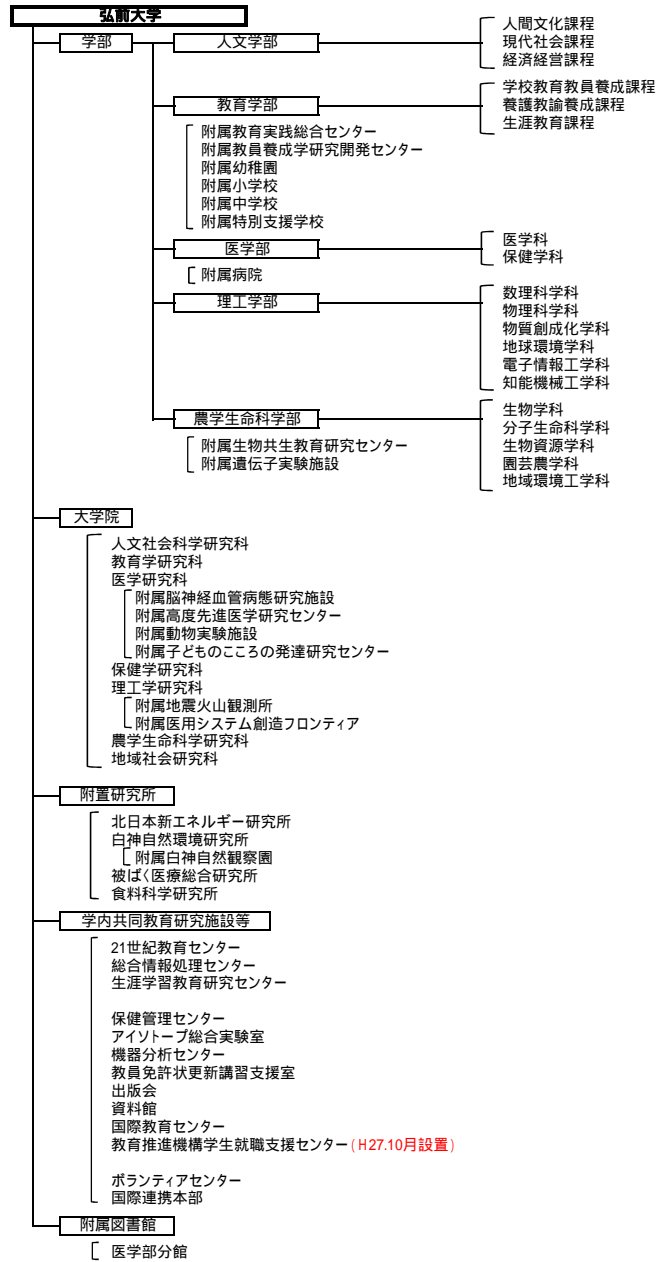 弘前大学
学部
人文学部
人間文化課程
現代社会課程
経済経営課程
教育学部
学校教育教員養成課程
養護教諭養成課程
生涯教育課程
附属教育実践総合センター
附属教員養成学研究開発センター
附属幼稚園
附属小学校
附属中学校
附属特別支援学校
医学部
医学科
保健学科
附属病院
理工学部
数理科学科
物理科学科
物質創成化学科
地球環境学科
電子情報工学科
知能機械工学科
農学生命科学部
生物学科
分子生命科学科
生物資源学科
園芸農学科
地域環境工学科
附属生物共生教育研究センター
附属遺伝子実験施設
大学院
人文社会科学研究科
教育学研究科
医学研究科
附属脳神経血管病態研究施設
附属高度先進医学研究センター
附属動物実験施設
附属子どものこころの発達研究センター
保健学研究科
理工学研究科
附属地震火山観測所
附属医用システム創造フロンティア
農学生命科学研究科
地域社会研究科
附置研究所
北日本新エネルギー研究所
白神自然環境研究所
附属白神自然観察園
被ばく医療総合研究所
食料科学研究所
学内共同教育研究施設等
21世紀教育センター
総合情報処理センター
生涯学習教育研究センター
保健管理センター
アイソトープ総合実験室
機器分析センター
教員免許状更新講習支援室
出版会
資料館
国際教育センター
教育推進機構学生就職支援センター(H27.10月設置)
ボランティアセンター
国際連携本部
附属図書館
医学部分館